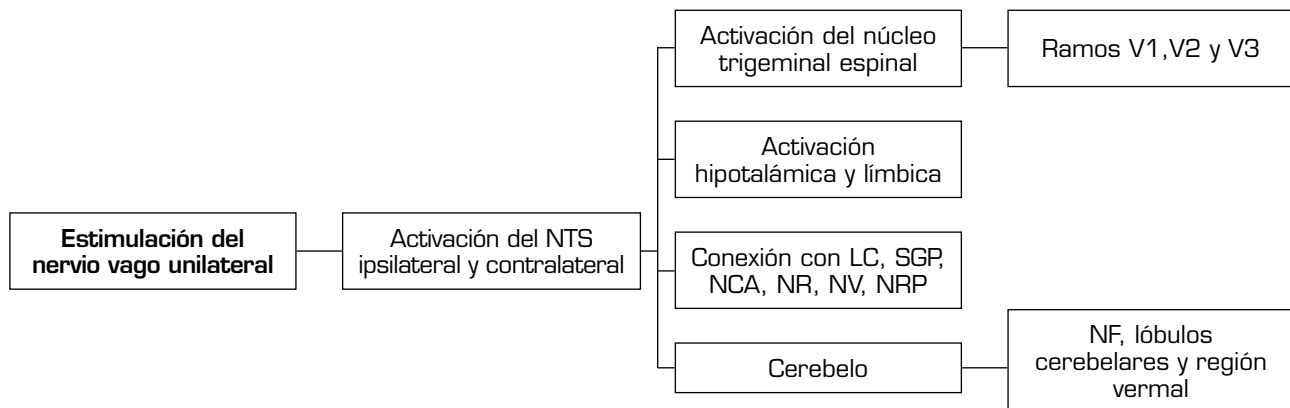 Estimulación del
nervio vago unilateral
Activación del NTS
ipsilateral y contralateral
Activación del núcleo
trigeminal espinal
Ramos V1,V2 y V3
Activación
hipotalámica y límbica
Conexión con LC, SGP,
NCA, NR, NV, NRP
Cerebelo
NF, lóbulos
cerebelares y región
vermal